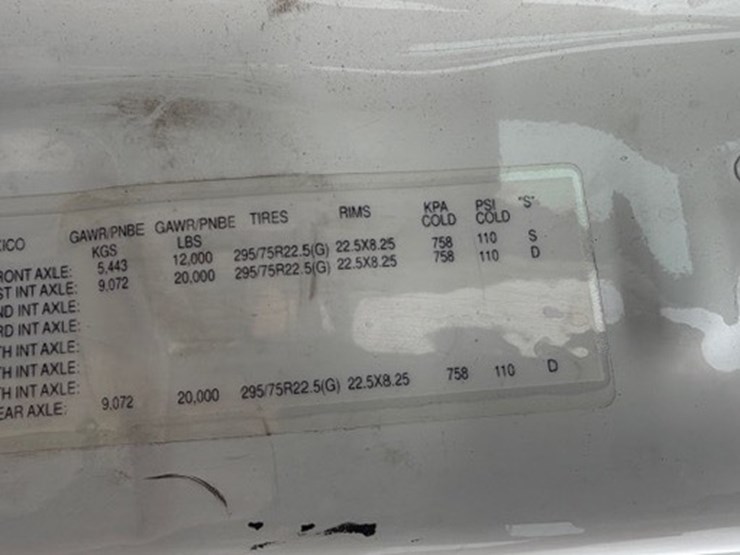 XICO GAWR/PNBE KGS GAWR/PNBE LBS TIRES RIMS KPA COLD PSI COLD "S"
RONT AXLE: 5,443 12,000 295/75R22.5(G) 22.5X8.25 758 110 S
ST INT AXLE: 9,072 20,000 295/75R22.5(G) 22.5X8.25 758 110 D
ND INT AXLE:
RD INT AXLE:
TH INT AXLE:
TH INT AXLE:
TH INT AXLE:
EAR AXLE: 9,072 20,000 295/75R22.5(G) 22.5X8.25 758 110 D